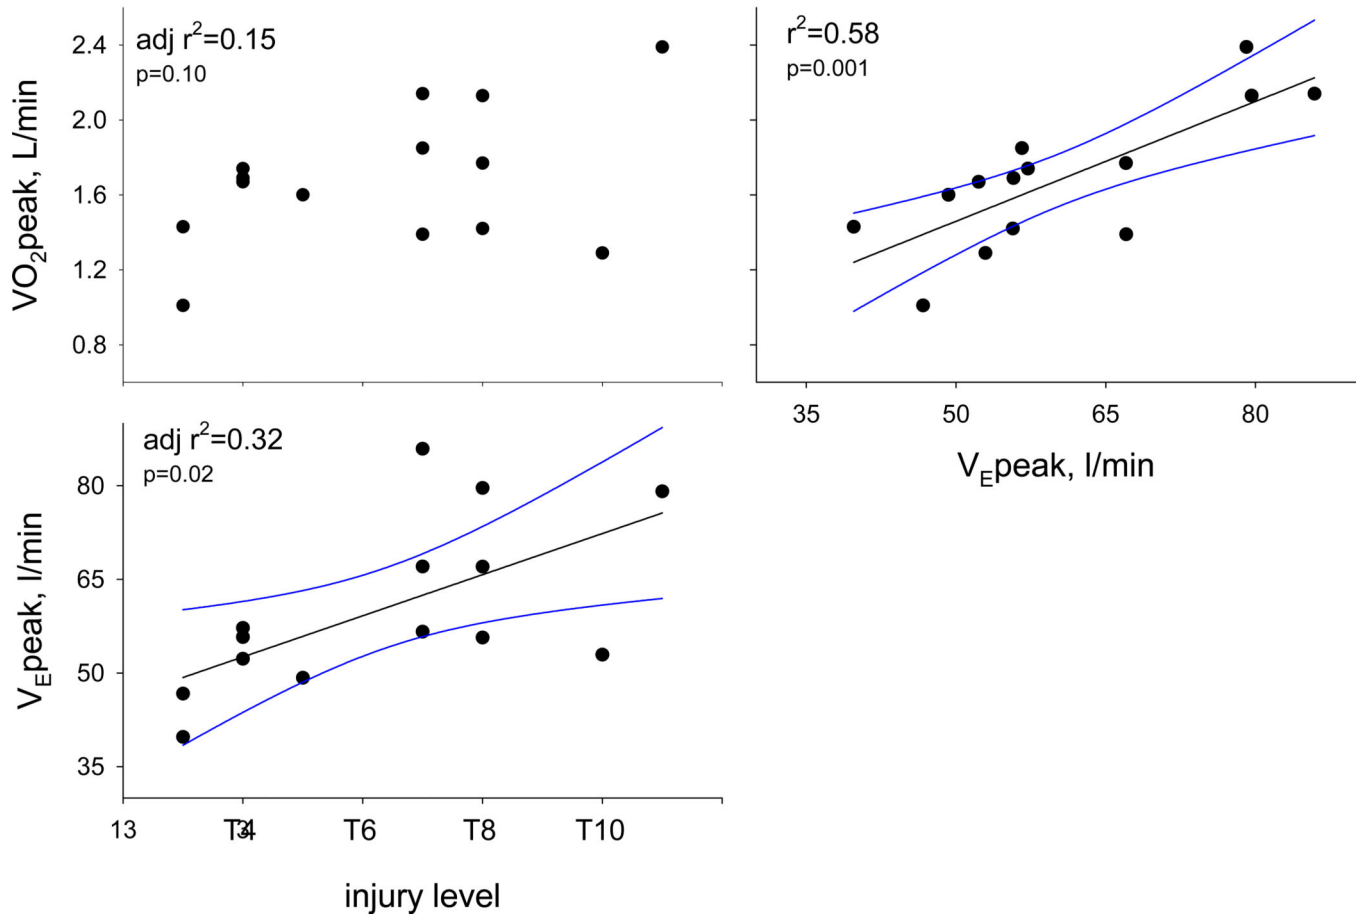 adj r²=0.15
p=0.10
VO₂peak, L/min
2.4
2.0
1.6
1.2
0.8
r²=0.58
p=0.001
35 50 65 80
V_Epeak, l/min
adj r²=0.32
p=0.02
V_Epeak, l/min
80
65
50
35
13 T4 T6 T8 T10
injury level